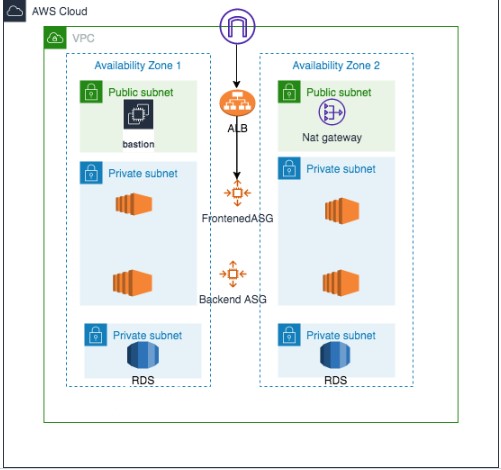 AWS Cloud
VPC
Availability Zone 1
Availability Zone 2
Public subnet
bastion
ALB
Public subnet
Nat gateway
Private subnet
FrontenedASG
Private subnet
Backend ASG
Private subnet
RDS
Private subnet
RDS